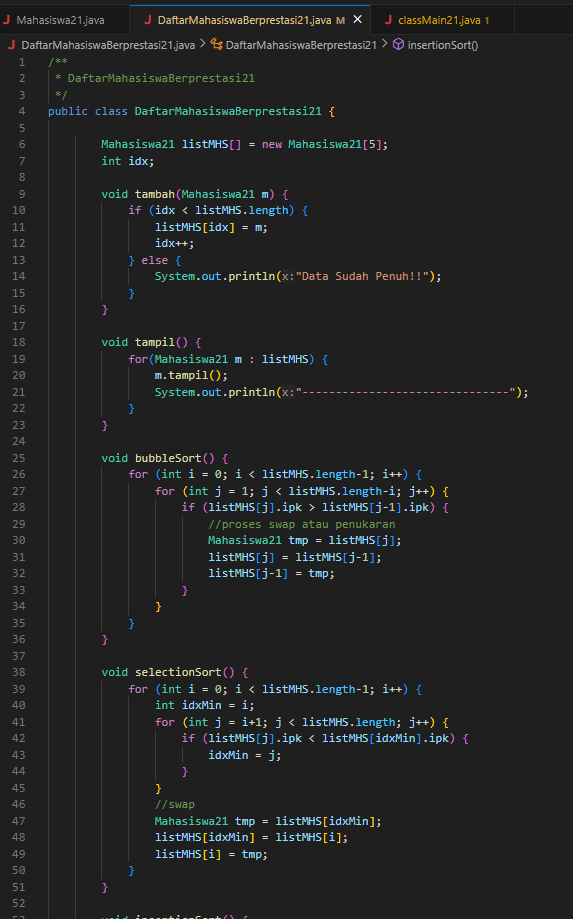 J Mahasiswa21.java J DaftarMahasiswaBerprestasi21.java M × J classMain21.java 1
J DaftarMahasiswaBerprestasi21.java > DaftarMahasiswaBerprestasi21 > insertionSort()
1 /**
2  * DaftarMahasiswaBerprestasi21
3  */
4 public class DaftarMahasiswaBerprestasi21 {
5
6         Mahasiswa21 listMHS[] = new Mahasiswa21[5];
7         int idx;
8
9         void tambah(Mahasiswa21 m) {
10             if (idx < listMHS.length) {
11                 listMHS[idx] = m;
12                 idx++;
13             } else {
14                 System.out.println(x:"Data Sudah Penuh!!");
15             }
16         }
17
18         void tampil() {
19             for(Mahasiswa21 m : listMHS) {
20                 m.tampil();
21                 System.out.println(x:"-------------------------------");
22             }
23         }
24
25         void bubbleSort() {
26             for (int i = 0; i < listMHS.length-1; i++) {
27                 for (int j = 1; j < listMHS.length-i; j++) {
28                     if (listMHS[j].ipk > listMHS[j-1].ipk) {
29                         //proses swap atau penukaran
30                         Mahasiswa21 tmp = listMHS[j];
31                         listMHS[j] = listMHS[j-1];
32                         listMHS[j-1] = tmp;
33                     }
34                 }
35             }
36         }
37
38         void selectionSort() {
39             for (int i = 0; i < listMHS.length-1; i++) {
40                 int idxMin = i;
41                 for (int j = i+1; j < listMHS.length; j++) {
42                     if (listMHS[j].ipk < listMHS[idxMin].ipk) {
43                         idxMin = j;
44                     }
45                 }
46                 //swap
47                 Mahasiswa21 tmp = listMHS[idxMin];
48                 listMHS[idxMin] = listMHS[i];
49                 listMHS[i] = tmp;
50             }
51         }
52
53         void insertionSort() {